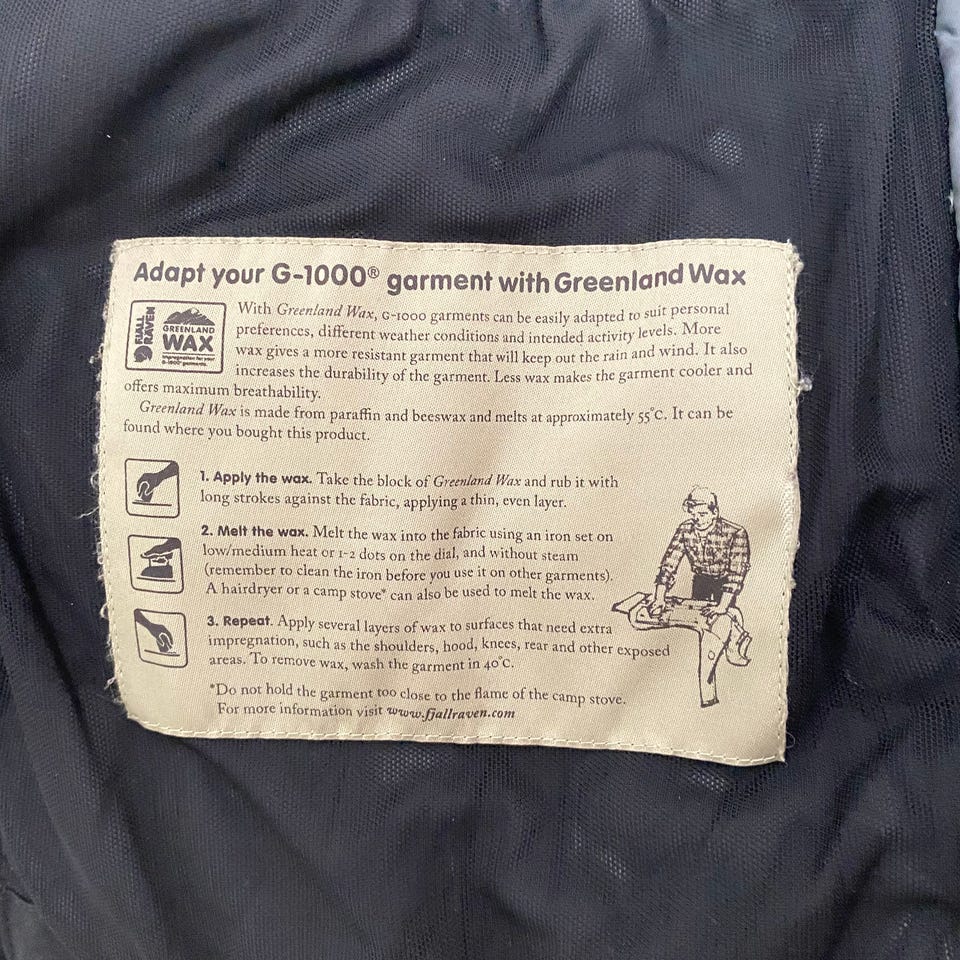 Adapt your G-1000® garment with Greenland Wax
FJÄLL
RÄVEN
GREENLAND
WAX
Impregnation for your
G-1000® garments.
With Greenland Wax, G-1000 garments can be easily adapted to suit personal
preferences, different weather conditions and intended activity levels. More
wax gives a more resistant garment that will keep out the rain and wind. It also
increases the durability of the garment. Less wax makes the garment cooler and
offers maximum breathability.
Greenland Wax is made from paraffin and beeswax and melts at approximately 55°C. It can be
found where you bought this product.
1. Apply the wax. Take the block of Greenland Wax and rub it with
long strokes against the fabric, applying a thin, even layer.
2. Melt the wax. Melt the wax into the fabric using an iron set on
low/medium heat or 1-2 dots on the dial, and without steam
(remember to clean the iron before you use it on other garments).
A hairdryer or a camp stove* can also be used to melt the wax.
3. Repeat. Apply several layers of wax to surfaces that need extra
impregnation, such as the shoulders, hood, knees, rear and other exposed
areas. To remove wax, wash the garment in 40°C.
*Do not hold the garment too close to the flame of the camp stove.
For more information visit www.fjallraven.com